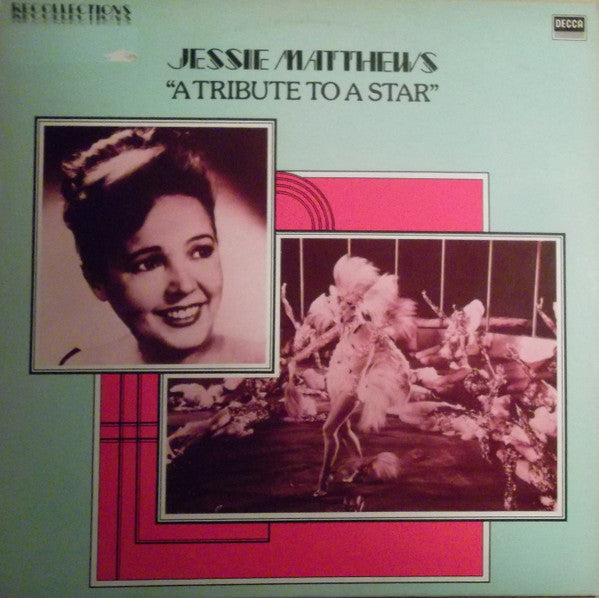 RECOLLECTIONS
DECCA
JESSIE MATTHEWS
"A TRIBUTE TO A STAR"